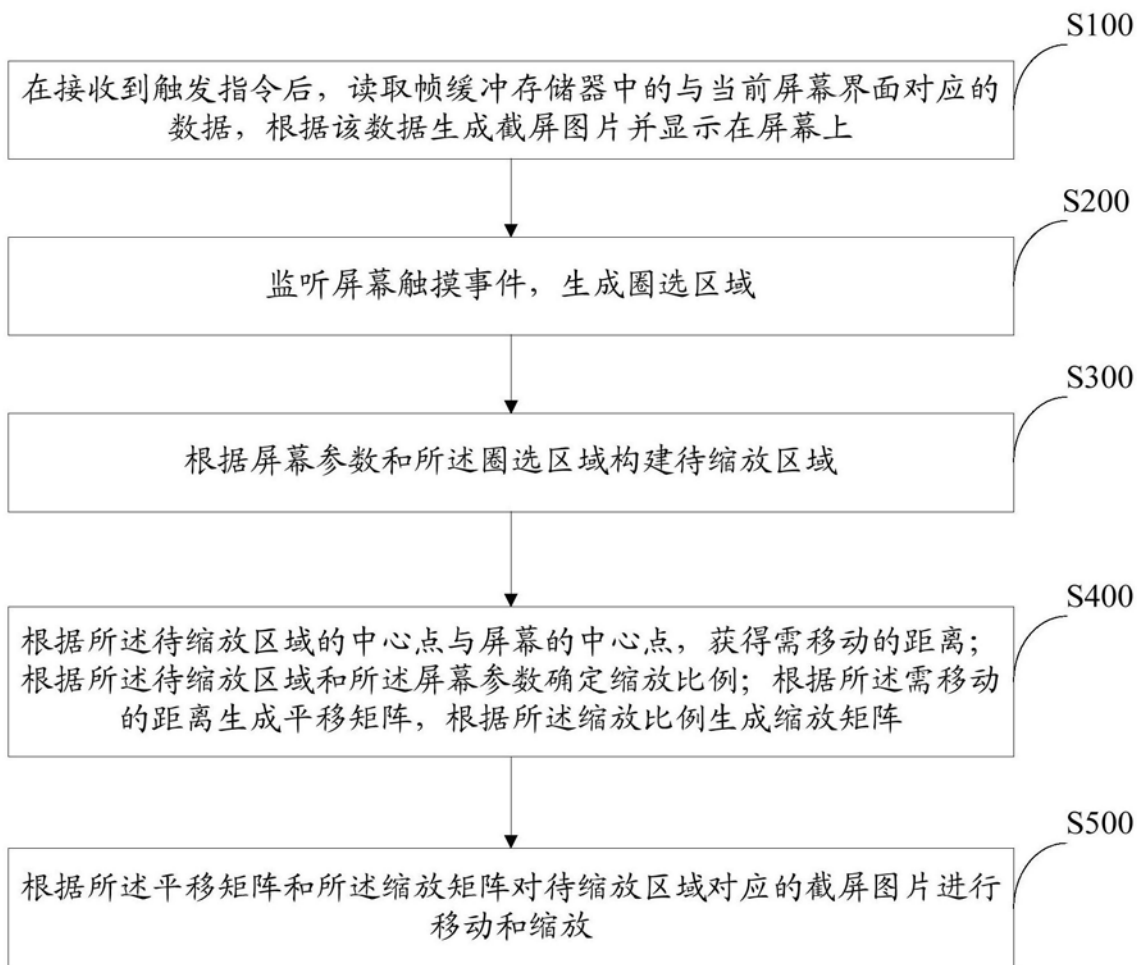 S100
在接收到触发指令后，读取帧缓冲存储器中的与当前屏幕界面对应的
数据，根据该数据生成截屏图片并显示在屏幕上
S200
监听屏幕触摸事件，生成圈选区域
S300
根据屏幕参数和所述圈选区域构建待缩放区域
S400
根据所述待缩放区域的中心点与屏幕的中心点，获得需移动的距离；
根据所述待缩放区域和所述屏幕参数确定缩放比例；根据所述需移动
的距离生成平移矩阵，根据所述缩放比例生成缩放矩阵
S500
根据所述平移矩阵和所述缩放矩阵对待缩放区域对应的截屏图片进行
移动和缩放